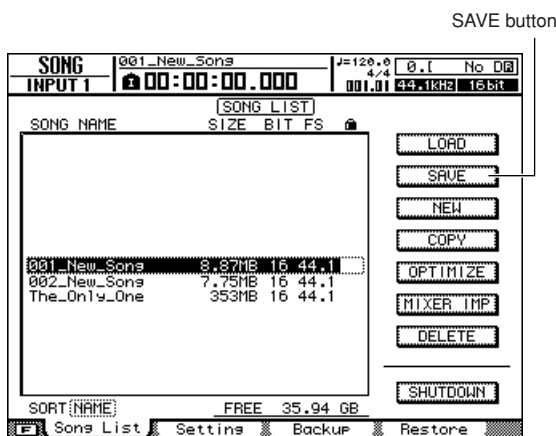 SAVE button
SONG 001_New_Song ♩=120.0 4/4 0.[ No D
INPUT 1 00:00:00.000 001.01 44.1kHz 16bit
SONG LIST
SONG NAME SIZE BIT FS
LOAD
SAVE
NEW
COPY
001_New_Song 8.87MB 16 44.1
OPTIMIZE
002_New_Song 7.75MB 16 44.1
The_Only_One 353MB 16 44.1
MIXER IMP
DELETE
SHUTDOWN
SORT NAME FREE 35.94 GB
F Song List Setting Backup Restore